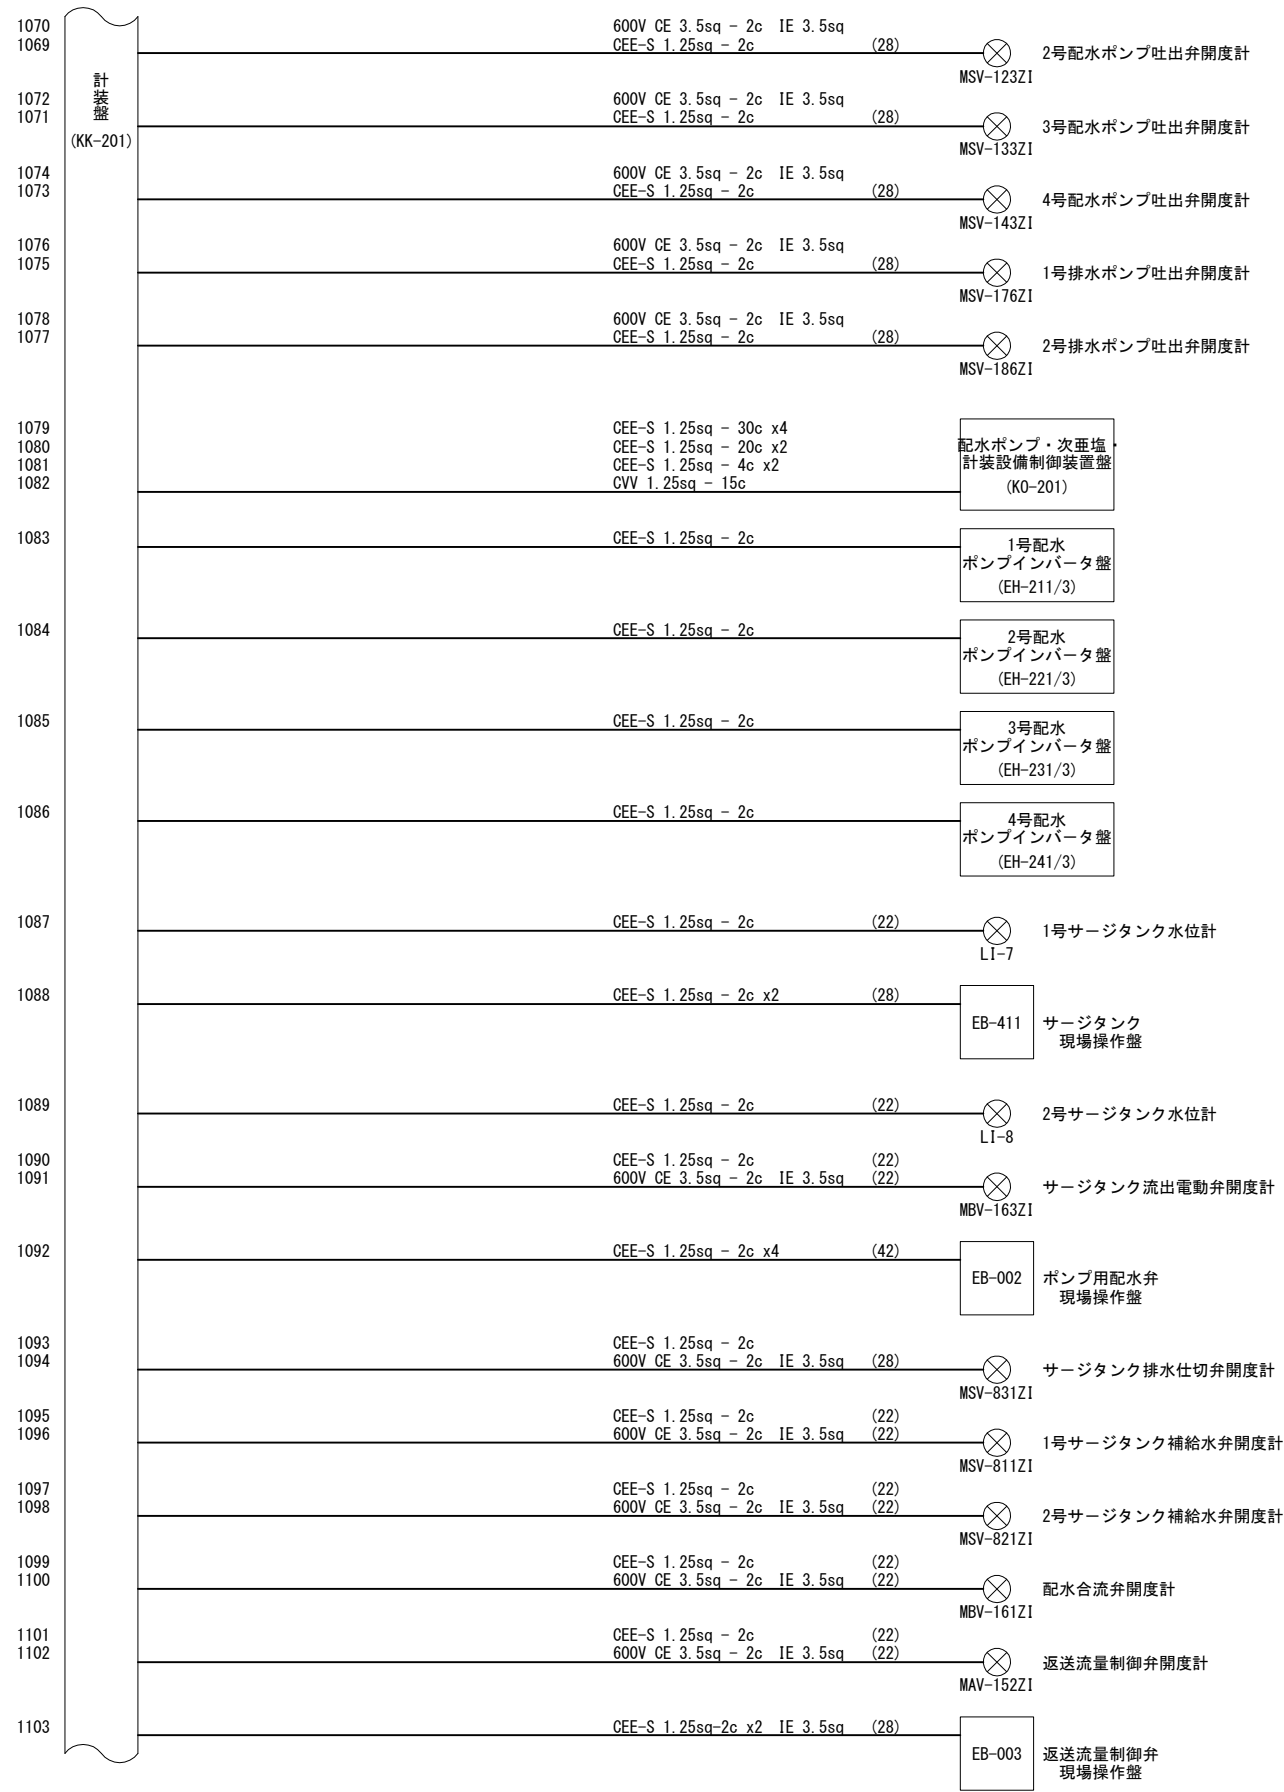 計装盤
(KK-201)
1070 600V CE 3.5sq - 2c IE 3.5sq
1069 CEE-S 1.25sq - 2c (28) 2号配水ポンプ吐出弁開度計
MSV-123ZI
1072 600V CE 3.5sq - 2c IE 3.5sq
1071 CEE-S 1.25sq - 2c (28) 3号配水ポンプ吐出弁開度計
MSV-133ZI
1074 600V CE 3.5sq - 2c IE 3.5sq
1073 CEE-S 1.25sq - 2c (28) 4号配水ポンプ吐出弁開度計
MSV-143ZI
1076 600V CE 3.5sq - 2c IE 3.5sq
1075 CEE-S 1.25sq - 2c (28) 1号排水ポンプ吐出弁開度計
MSV-176ZI
1078 600V CE 3.5sq - 2c IE 3.5sq
1077 CEE-S 1.25sq - 2c (28) 2号排水ポンプ吐出弁開度計
MSV-186ZI
1079 CEE-S 1.25sq - 30c x4
1080 CEE-S 1.25sq - 20c x2
1081 CEE-S 1.25sq - 4c x2
1082 CVV 1.25sq - 15c
配水ポンプ・次亜塩・
計装設備制御装置盤
(KO-201)
1083 CEE-S 1.25sq - 2c
1号配水
ポンプインバータ盤
(EH-211/3)
1084 CEE-S 1.25sq - 2c
2号配水
ポンプインバータ盤
(EH-221/3)
1085 CEE-S 1.25sq - 2c
3号配水
ポンプインバータ盤
(EH-231/3)
1086 CEE-S 1.25sq - 2c
4号配水
ポンプインバータ盤
(EH-241/3)
1087 CEE-S 1.25sq - 2c (22) 1号サージタンク水位計
LI-7
1088 CEE-S 1.25sq - 2c x2 (28)
EB-411 サージタンク
現場操作盤
1089 CEE-S 1.25sq - 2c (22) 2号サージタンク水位計
LI-8
1090 CEE-S 1.25sq - 2c (22)
1091 600V CE 3.5sq - 2c IE 3.5sq (22) サージタンク流出電動弁開度計
MBV-163ZI
1092 CEE-S 1.25sq - 2c x4 (42)
EB-002 ポンプ用配水弁
現場操作盤
1093 CEE-S 1.25sq - 2c
1094 600V CE 3.5sq - 2c IE 3.5sq (28) サージタンク排水仕切弁開度計
MSV-831ZI
1095 CEE-S 1.25sq - 2c (22)
1096 600V CE 3.5sq - 2c IE 3.5sq (22) 1号サージタンク補給水弁開度計
MSV-811ZI
1097 CEE-S 1.25sq - 2c (22)
1098 600V CE 3.5sq - 2c IE 3.5sq (22) 2号サージタンク補給水弁開度計
MSV-821ZI
1099 CEE-S 1.25sq - 2c (22)
1100 600V CE 3.5sq - 2c IE 3.5sq (22) 配水合流弁開度計
MBV-161ZI
1101 CEE-S 1.25sq - 2c (22)
1102 600V CE 3.5sq - 2c IE 3.5sq (22) 返送流量制御弁開度計
MAV-152ZI
1103 CEE-S 1.25sq-2c x2 IE 3.5sq (28)
EB-003 返送流量制御弁
現場操作盤